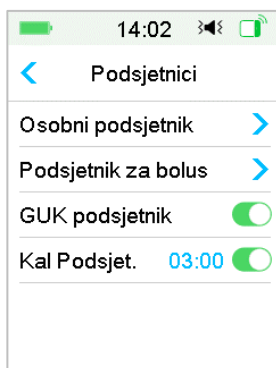 14:02
Podsjetnici
Osobni podsjetnik
Podsjetnik za bolus
GUK podsjetnik
Kal Podsjet. 03:00